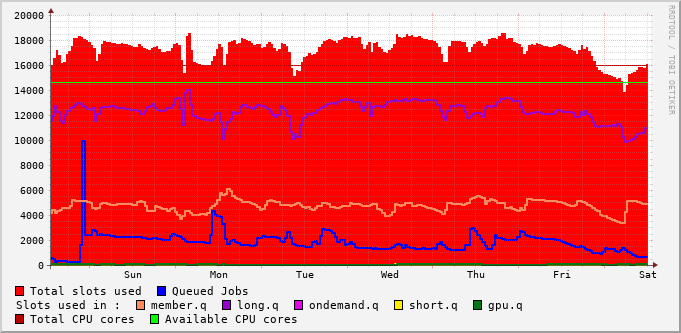 20000
18000
16000
14000
12000
10000
8000
6000
4000
2000
0
Sun Mon Tue Wed Thu Fri Sat
RRDTOOL / TOBI OETIKER
Total slots used Queued Jobs
Slots used in : member.q long.q ondemand.q short.q gpu.q
Total CPU cores Available CPU cores